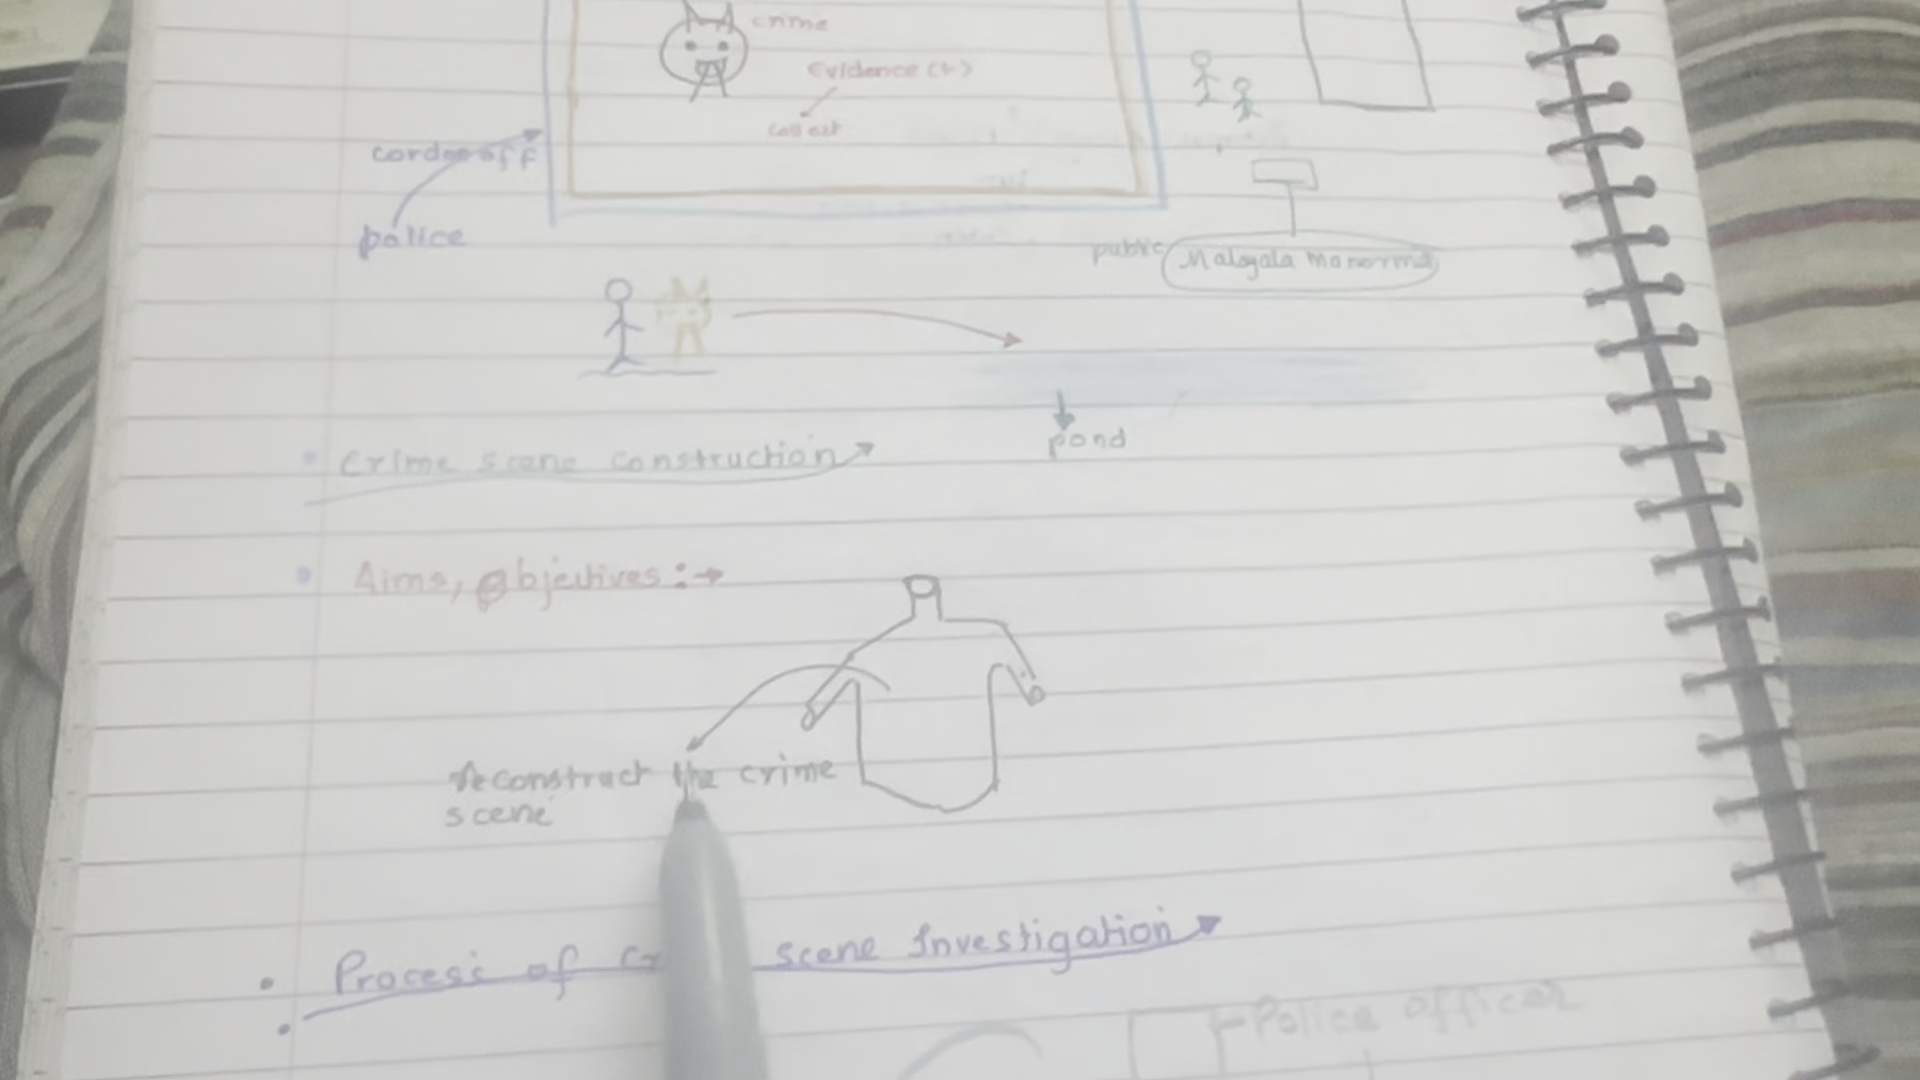 crime
Evidence (+)
collect
cordon off
police
public Malayala Manorma
pond
Crime scene construction
Aims, Objectives :→
reconstruct the crime
scene
Process of scene Investigation
Police officer